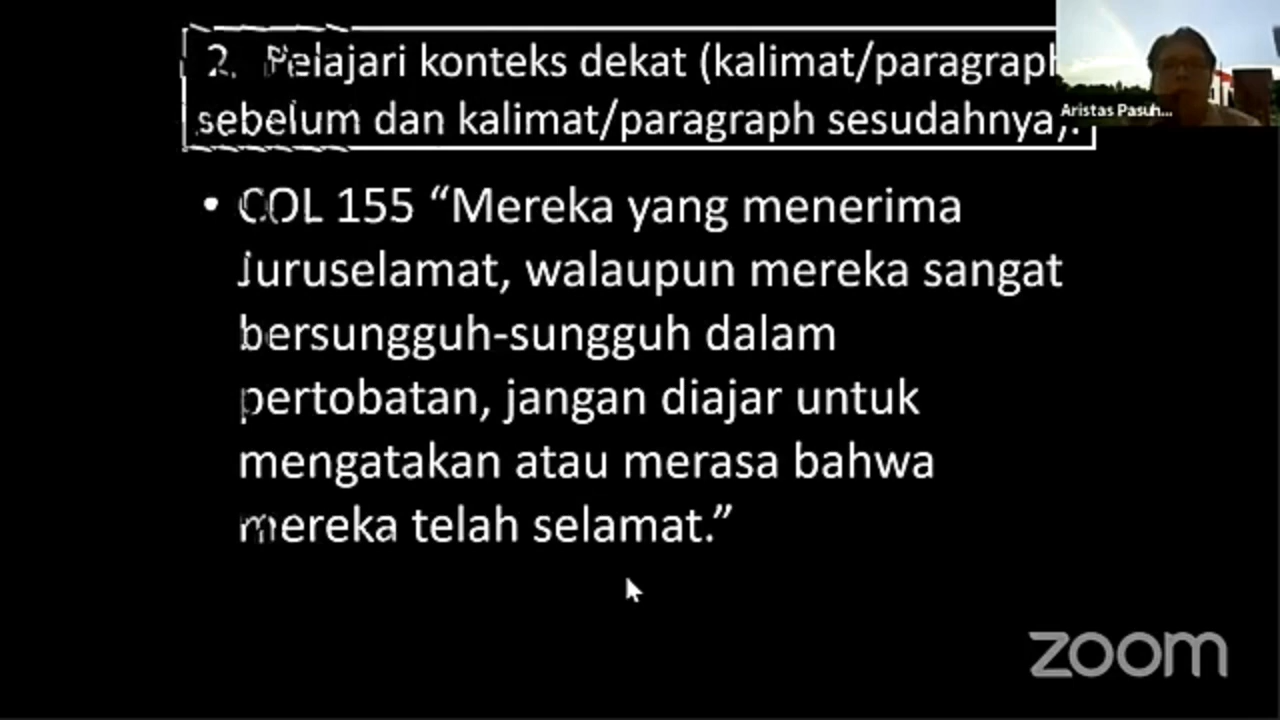 2. Pelajari konteks dekat (kalimat/paragraph
sebelum dan kalimat/paragraph sesudahnya).
Aristas Pasuh...
• COL 155 “Mereka yang menerima
Juruselamat, walaupun mereka sangat
bersungguh-sungguh dalam
pertobatan, jangan diajar untuk
mengatakan atau merasa bahwa
mereka telah selamat.”
zoom